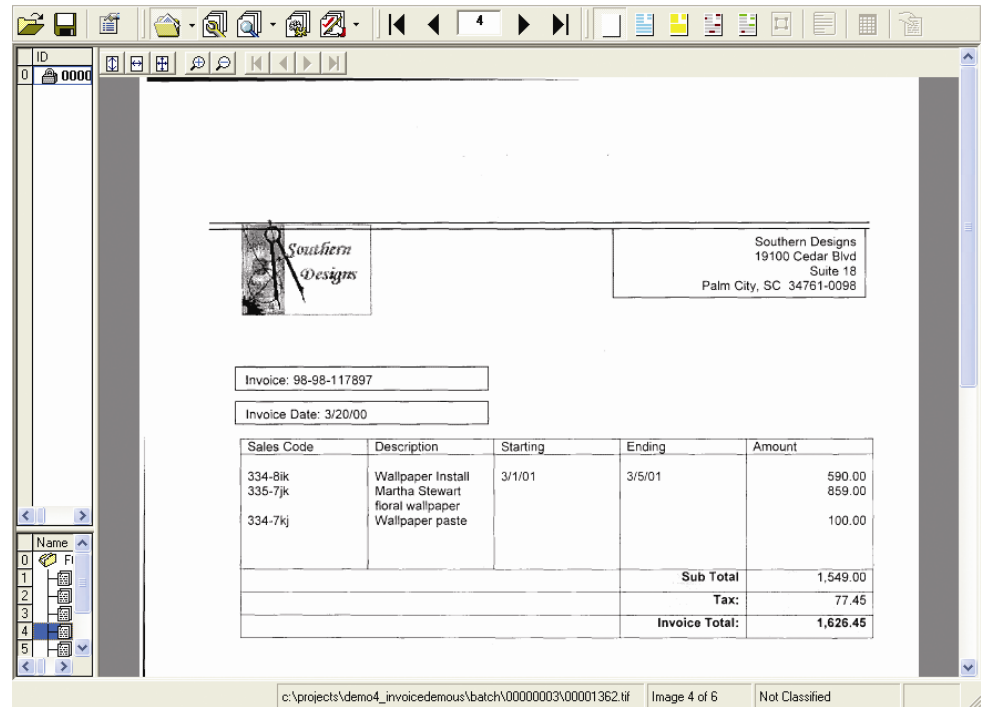 4
ID
0 0000
Southern
Designs
Southern Designs
19100 Cedar Blvd
Suite 18
Palm City, SC 34761-0098
Invoice: 98-98-117897
Invoice Date: 3/20/00
Sales Code Description Starting Ending Amount
334-8ik Wallpaper Install 3/1/01 3/5/01 590.00
335-7jk Martha Stewart 859.00
floral wallpaper
334-7kj Wallpaper paste 100.00
Sub Total 1,549.00
Tax: 77.45
Invoice Total: 1,626.45
Name
0
1
2
3
4
5
c:\projects\demo4_invoicedemous\batch\00000003\00001362.tif Image 4 of 6 Not Classified